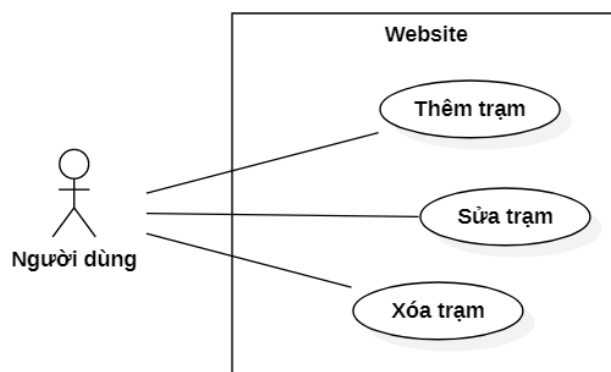 Website
Thêm trạm
Sửa trạm
Người dùng
Xóa trạm